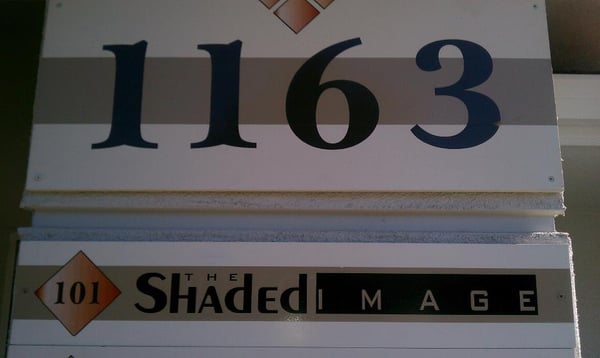 1163
101 THE SHADED IMAGE